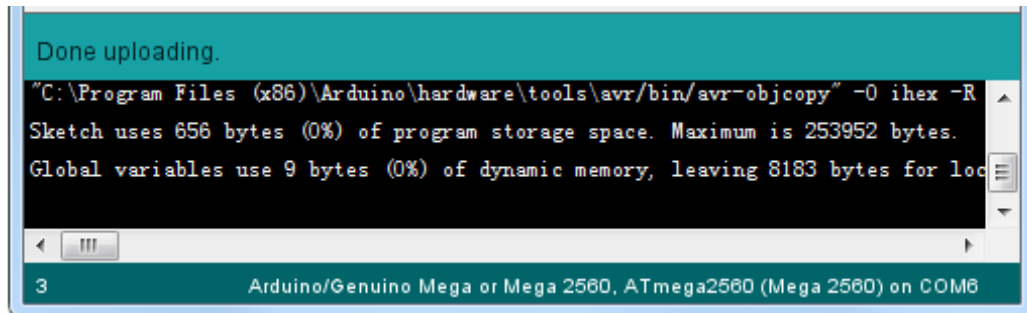 Done uploading.
"C:\Program Files (x86)\Arduino\hardware\tools\avr/bin/avr-objcopy" -O ihex -R
Sketch uses 656 bytes (0%) of program storage space. Maximum is 253952 bytes.
Global variables use 9 bytes (0%) of dynamic memory, leaving 8183 bytes for loc
3 Arduino/Genuino Mega or Mega 2560, ATmega2560 (Mega 2560) on COM6